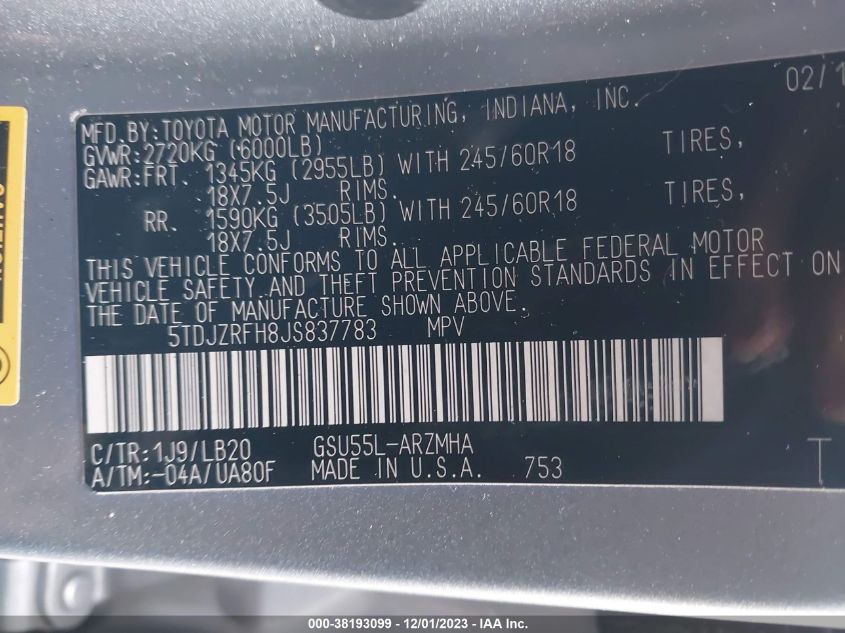 02/1
MFD.BY:TOYOTA MOTOR MANUFACTURING, INDIANA, INC.
GVWR:2720KG (6000LB)
GAWR:FRT. 1345KG (2955LB) WITH 245/60R18 TIRES,
18X7.5J RIMS.
RR. 1590KG (3505LB) WITH 245/60R18 TIRES,
18X7.5J RIMS.
THIS VEHICLE CONFORMS TO ALL APPLICABLE FEDERAL MOTOR
VEHICLE SAFETY AND THEFT PREVENTION STANDARDS IN EFFECT ON
THE DATE OF MANUFACTURE SHOWN ABOVE.
5TDJZRFH8JS837783 MPV
C/TR:1J9/LB20 GSU55L-ARZMHA
A/TM:-04A/UA80F MADE IN U.S.A. 753
T
000-38193099 - 12/01/2023 - IAA Inc.